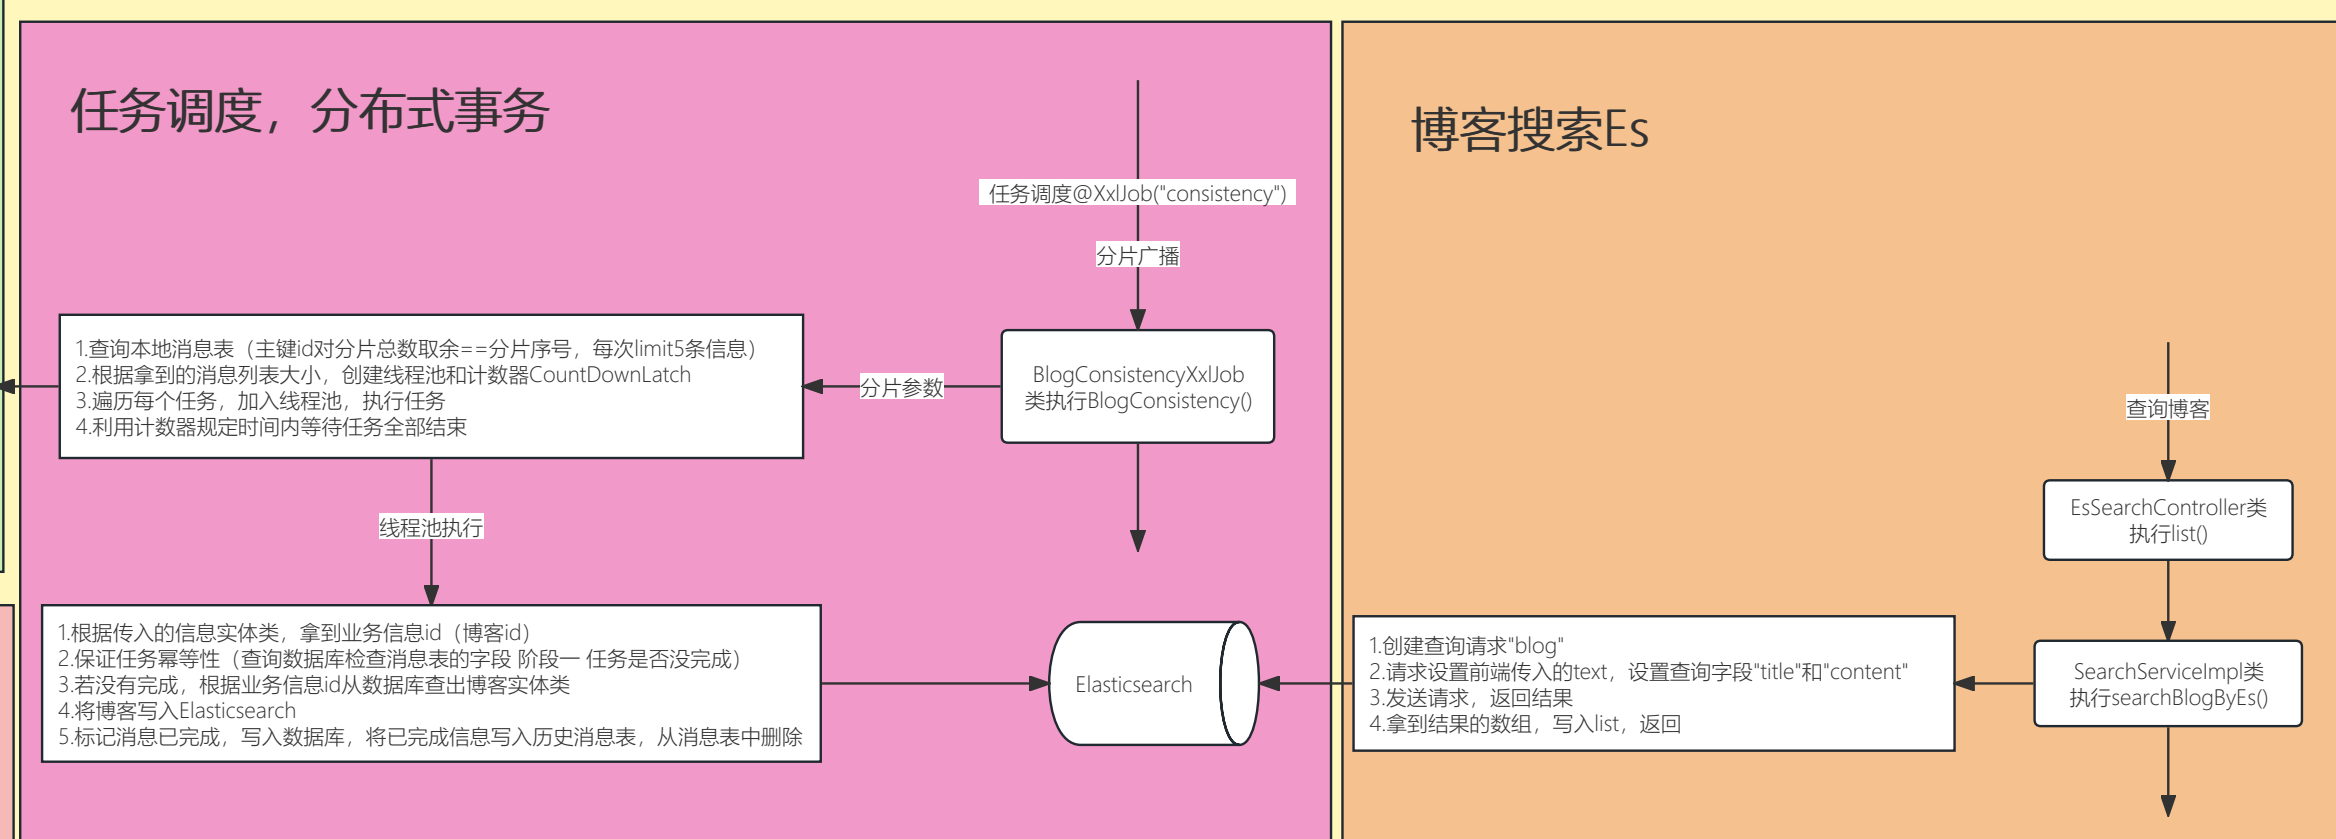 任务调度，分布式事务
任务调度@XxlJob("consistency")
分片广播
1.查询本地消息表（主键id对分片总数取余==分片序号，每次limit5条信息）
2.根据拿到的消息列表大小，创建线程池和计数器CountDownLatch
3.遍历每个任务，加入线程池，执行任务
4.利用计数器规定时间内等待任务全部结束
分片参数
BlogConsistencyXxlJob
类执行BlogConsistency()
线程池执行
1.根据传入的信息实体类，拿到业务信息id（博客id）
2.保证任务幂等性（查询数据库检查消息表的字段 阶段一 任务是否没完成）
3.若没有完成，根据业务信息id从数据库查出博客实体类
4.将博客写入Elasticsearch
5.标记消息已完成，写入数据库，将已完成信息写入历史消息表，从消息表中删除
Elasticsearch
博客搜索Es
查询博客
EsSearchController类
执行list()
1.创建查询请求"blog"
2.请求设置前端传入的text，设置查询字段"title"和"content"
3.发送请求，返回结果
4.拿到结果的数组，写入list，返回
SearchServiceImpl类
执行searchBlogByEs()